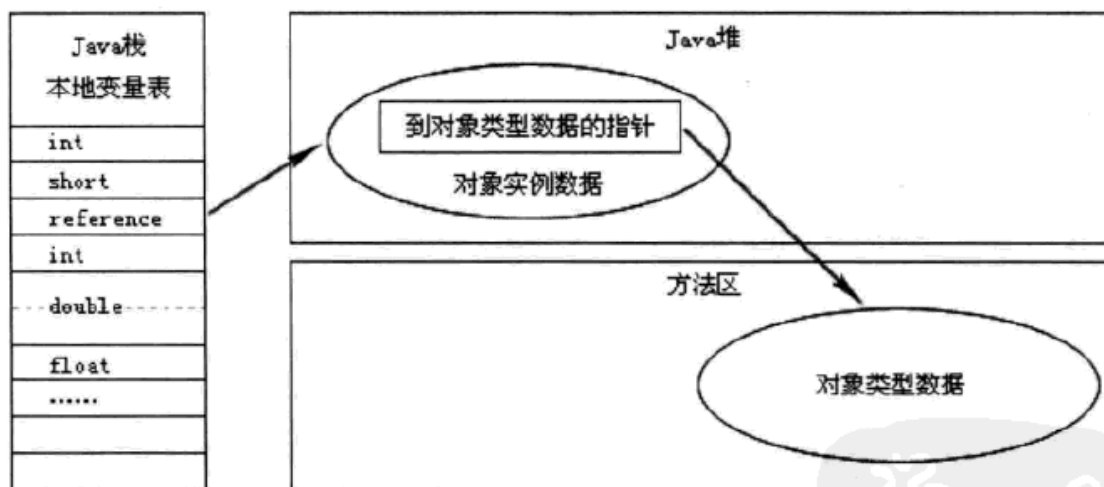 Java栈
本地变量表
int
short
reference
int
double
float
……
Java堆
到对象类型数据的指针
对象实例数据
方法区
对象类型数据